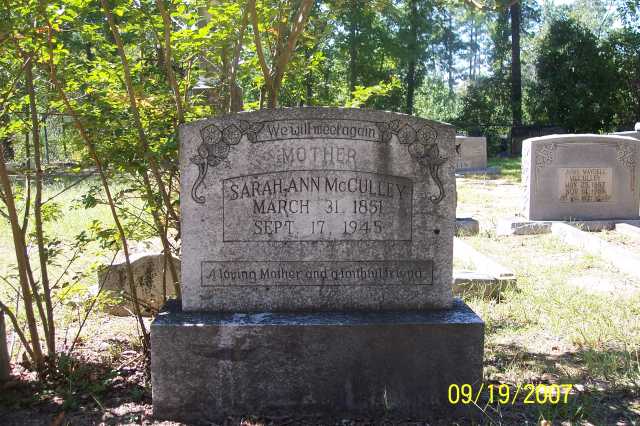 We will meet again
MOTHER
SARAH ANN McCULLEY
MARCH 31, 1851
SEPT. 17, 1945
A loving Mother and a faithful friend
McCULLEY
09/19/2007